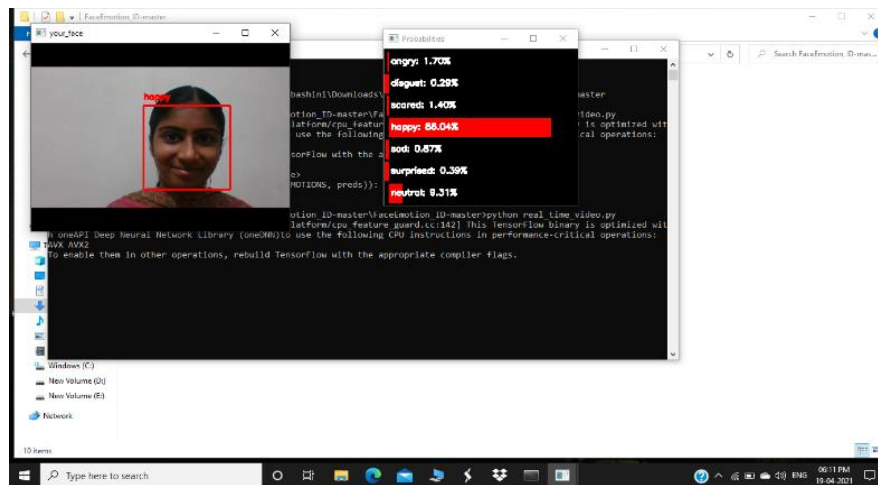 FaceEmotion_ID-master
your_face
Probabilities
Search FaceEmotion_ID-mas...
happy
angry: 1.70%
disgust: 0.29%
scared: 1.40%
happy: 88.04%
sad: 0.87%
surprised: 0.39%
neutral: 9.31%
bashini\Downloads\
aster
otion_ID-master\Fa
ideo.py
latform/cpu_featur
is optimized wit
use the following
cal operations:
sorFlow with the a
MOTIONS, preds)):
otion_ID-master\FaceEmotion_ID-master>python real_time_video.py
latform/cpu_feature_guard.cc:142] This TensorFlow binary is optimized wit
h oneAPI Deep Neural Network Library (oneDNN)to use the following CPU instructions in performance-critical operations:
AVX AVX2
To enable them in other operations, rebuild TensorFlow with the appropriate compiler flags.
Windows (C:)
New Volume (D:)
New Volume (E:)
Network
10 items
Type here to search
ENG
06:11 PM
19-04-2021